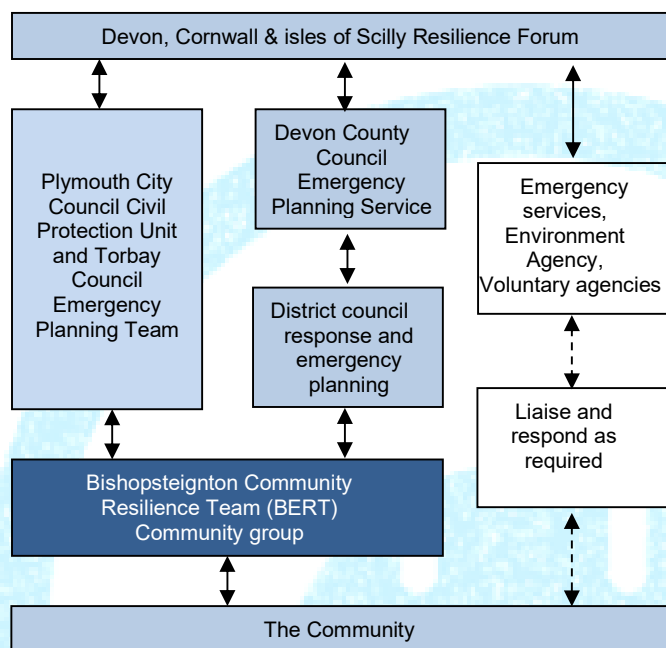 Devon, Cornwall & isles of Scilly Resilience Forum
Plymouth City
Council Civil
Protection Unit
and Torbay
Council
Emergency
Planning Team
Devon County
Council
Emergency
Planning Service
Emergency
services,
Environment
Agency,
Voluntary agencies
District council
response and
emergency
planning
Liaise and
respond as
required
Bishopsteignton Community
Resilience Team (BERT)
Community group
The Community